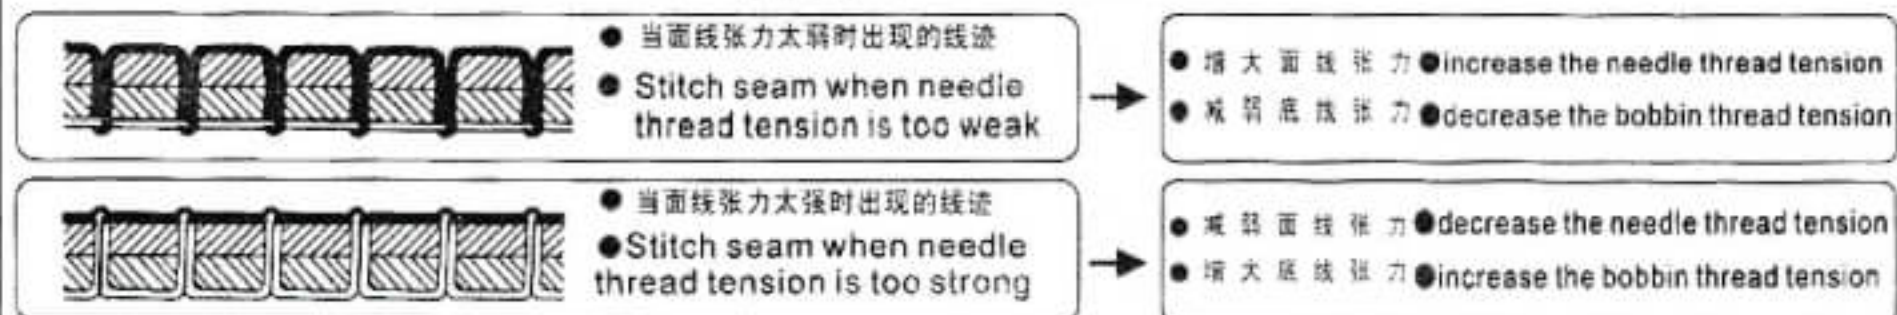 ● 当面线张力太弱时出现的线迹
● Stitch seam when needle
thread tension is too weak
● 增大面线张力 ●increase the needle thread tension
● 减弱底线张力 ●decrease the bobbin thread tension
● 当面线张力太强时出现的线迹
●Stitch seam when needle
thread tension is too strong
● 减弱面线张力 ●decrease the needle thread tension
● 增大底线张力 ●increase the bobbin thread tension